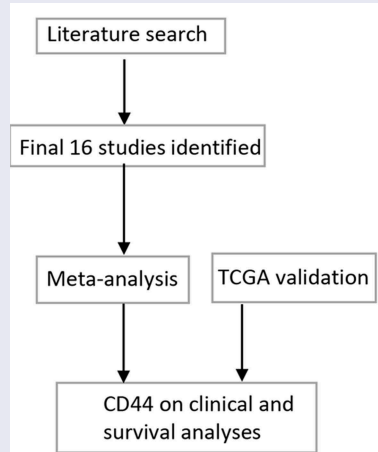 Literature search
Final 16 studies identified
Meta-analysis
TCGA validation
CD44 on clinical and
survival analyses